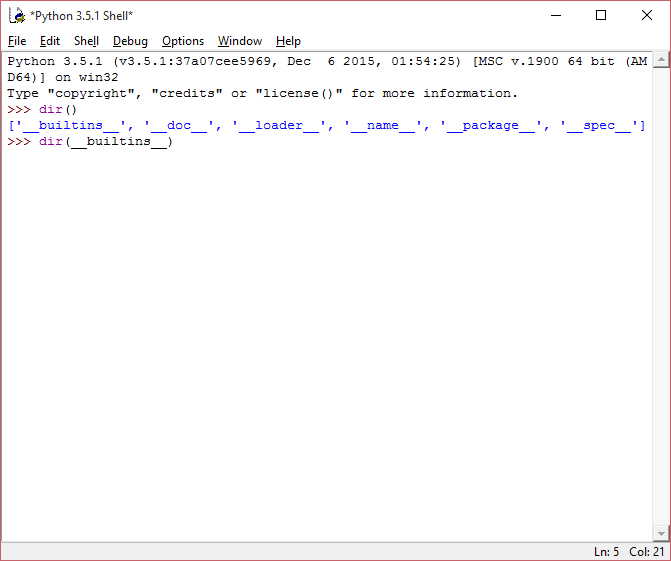 *Python 3.5.1 Shell*
File Edit Shell Debug Options Window Help
Python 3.5.1 (v3.5.1:37a07cee5969, Dec  6 2015, 01:54:25) [MSC v.1900 64 bit (AM
D64)] on win32
Type "copyright", "credits" or "license()" for more information.
>>> dir()
['__builtins__', '__doc__', '__loader__', '__name__', '__package__', '__spec__']
>>> dir(__builtins__)
Ln: 5 Col: 21